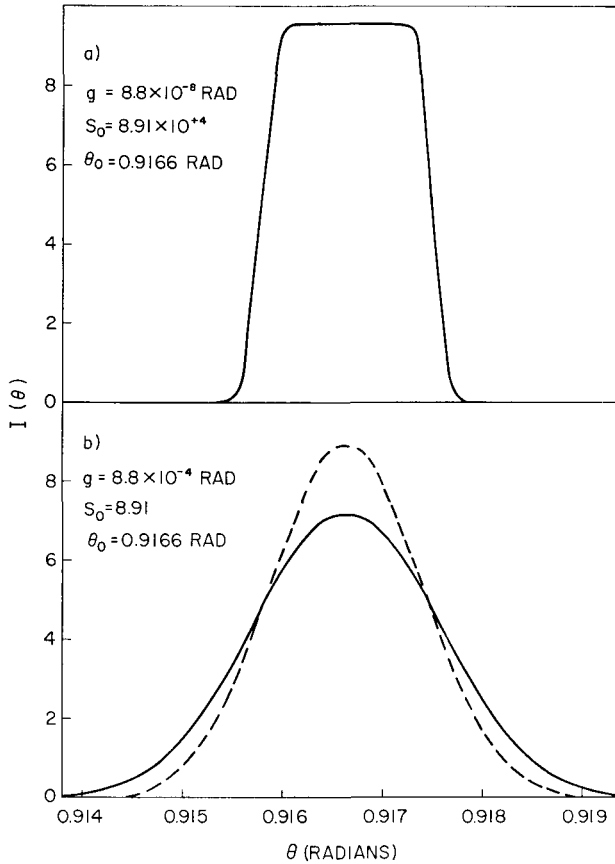 a)
g = 8.8×10⁻⁸ RAD
S₀= 8.91 ×10⁺⁴
θ₀ = 0.9166 RAD
8
6
4
2
0
I (θ)
b)
g = 8.8×10⁻⁴ RAD
S₀=8.91
θ₀ = 0.9166 RAD
8
6
4
2
0
0.914 0.915 0.916 0.917 0.918 0.919
θ (RADIANS)